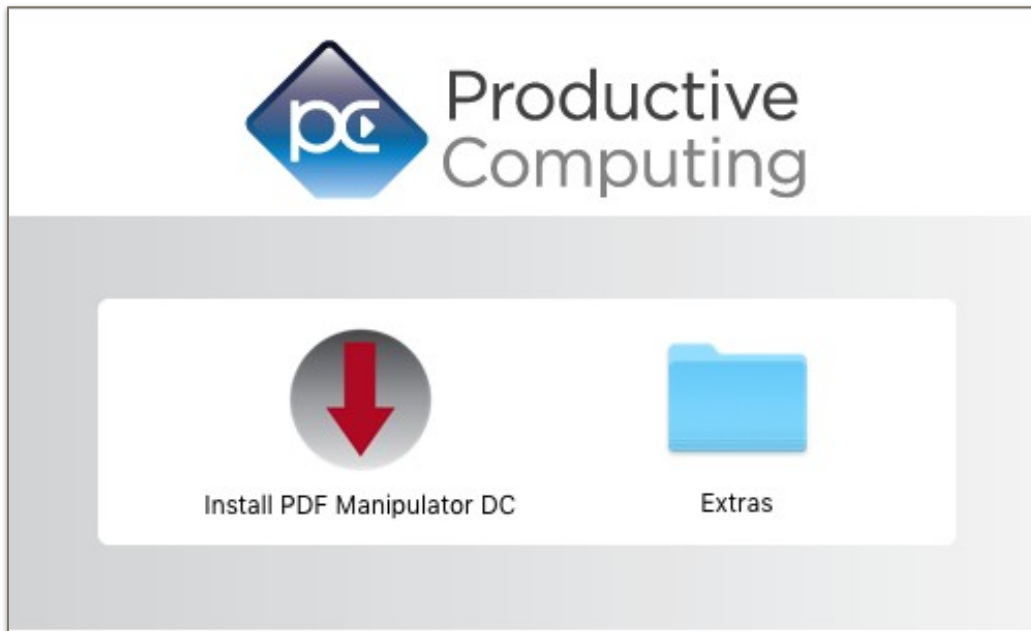 pc
Productive
Computing
Install PDF Manipulator DC
Extras